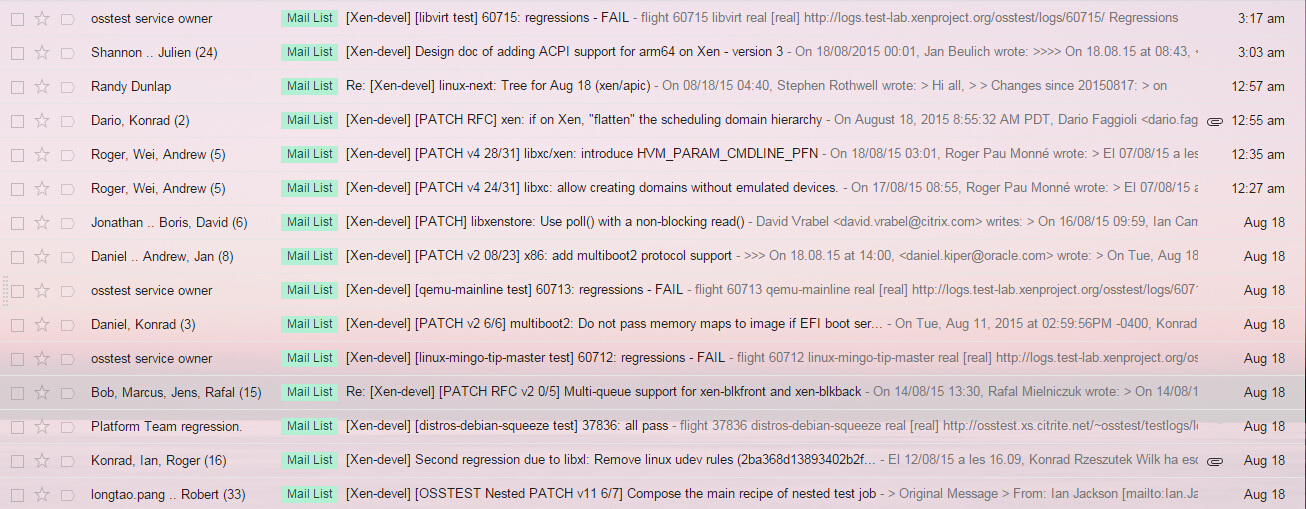 osstest service owner Mail List [Xen-devel] [libvirt test] 60715: regressions - FAIL - flight 60715 libvirt real [real] http://logs.test-lab.xenproject.org/osstest/logs/60715/ Regressions 3:17 am
Shannon .. Julien (24) Mail List [Xen-devel] Design doc of adding ACPI support for arm64 on Xen - version 3 - On 18/08/2015 00:01, Jan Beulich wrote: >>>> On 18.08.15 at 08:43, < 3:03 am
Randy Dunlap Mail List Re: [Xen-devel] linux-next: Tree for Aug 18 (xen/apic) - On 08/18/15 04:40, Stephen Rothwell wrote: > Hi all, > > Changes since 20150817: > on 12:57 am
Dario, Konrad (2) Mail List [Xen-devel] [PATCH RFC] xen: if on Xen, "flatten" the scheduling domain hierarchy - On August 18, 2015 8:55:32 AM PDT, Dario Faggioli <dario.fag 12:55 am
Roger, Wei, Andrew (5) Mail List [Xen-devel] [PATCH v4 28/31] libxc/xen: introduce HVM_PARAM_CMDLINE_PFN - On 18/08/15 03:01, Roger Pau Monné wrote: > El 07/08/15 a les 12:35 am
Roger, Wei, Andrew (5) Mail List [Xen-devel] [PATCH v4 24/31] libxc: allow creating domains without emulated devices. - On 17/08/15 08:55, Roger Pau Monné wrote: > El 07/08/15 a 12:27 am
Jonathan .. Boris, David (6) Mail List [Xen-devel] [PATCH] libxenstore: Use poll() with a non-blocking read() - David Vrabel <david.vrabel@citrix.com> writes: > On 16/08/15 09:59, Ian Cam Aug 18
Daniel .. Andrew, Jan (8) Mail List [Xen-devel] [PATCH v2 08/23] x86: add multiboot2 protocol support - >>> On 18.08.15 at 14:00, <daniel.kiper@oracle.com> wrote: > On Tue, Aug 18 Aug 18
osstest service owner Mail List [Xen-devel] [qemu-mainline test] 60713: regressions - FAIL - flight 60713 qemu-mainline real [real] http://logs.test-lab.xenproject.org/osstest/logs/6071 Aug 18
Daniel, Konrad (3) Mail List [Xen-devel] [PATCH v2 6/6] multiboot2: Do not pass memory maps to image if EFI boot ser... - On Tue, Aug 11, 2015 at 02:59:56PM -0400, Konrad Aug 18
osstest service owner Mail List [Xen-devel] [linux-mingo-tip-master test] 60712: regressions - FAIL - flight 60712 linux-mingo-tip-master real [real] http://logs.test-lab.xenproject.org/os Aug 18
Bob, Marcus, Jens, Rafal (15) Mail List Re: [Xen-devel] [PATCH RFC v2 0/5] Multi-queue support for xen-blkfront and xen-blkback - On 14/08/15 13:30, Rafal Mielniczuk wrote: > On 14/08/1 Aug 18
Platform Team regression. Mail List [Xen-devel] [distros-debian-squeeze test] 37836: all pass - flight 37836 distros-debian-squeeze real [real] http://osstest.xs.citrite.net/~osstest/testlogs/l Aug 18
Konrad, Ian, Roger (16) Mail List [Xen-devel] Second regression due to libxl: Remove linux udev rules (2ba368d13893402b2f... - El 12/08/15 a les 16.09, Konrad Rzeszutek Wilk ha esc Aug 18
longtao.pang .. Robert (33) Mail List [Xen-devel] [OSSTEST Nested PATCH v11 6/7] Compose the main recipe of nested test job - > Original Message > From: Ian Jackson [mailto:Ian.Ja Aug 18